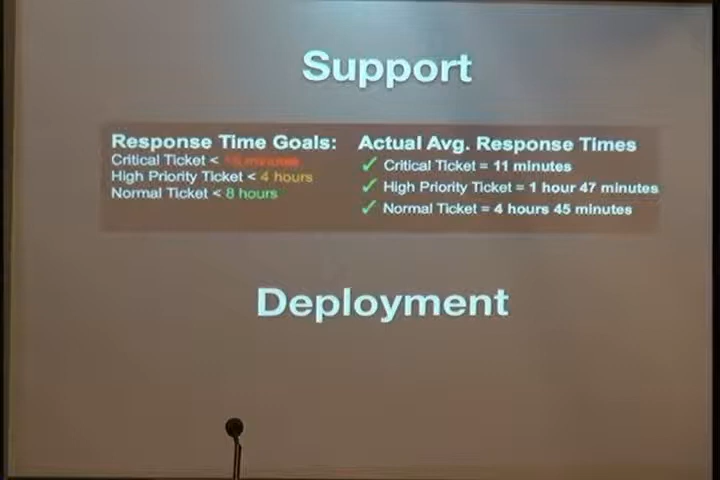 Support
Response Time Goals:
Critical Ticket <
High Priority Ticket < 4 hours
Normal Ticket < 8 hours
Actual Avg. Response Times
✓ Critical Ticket = 11 minutes
✓ High Priority Ticket = 1 hour 47 minutes
✓ Normal Ticket = 4 hours 45 minutes
Deployment